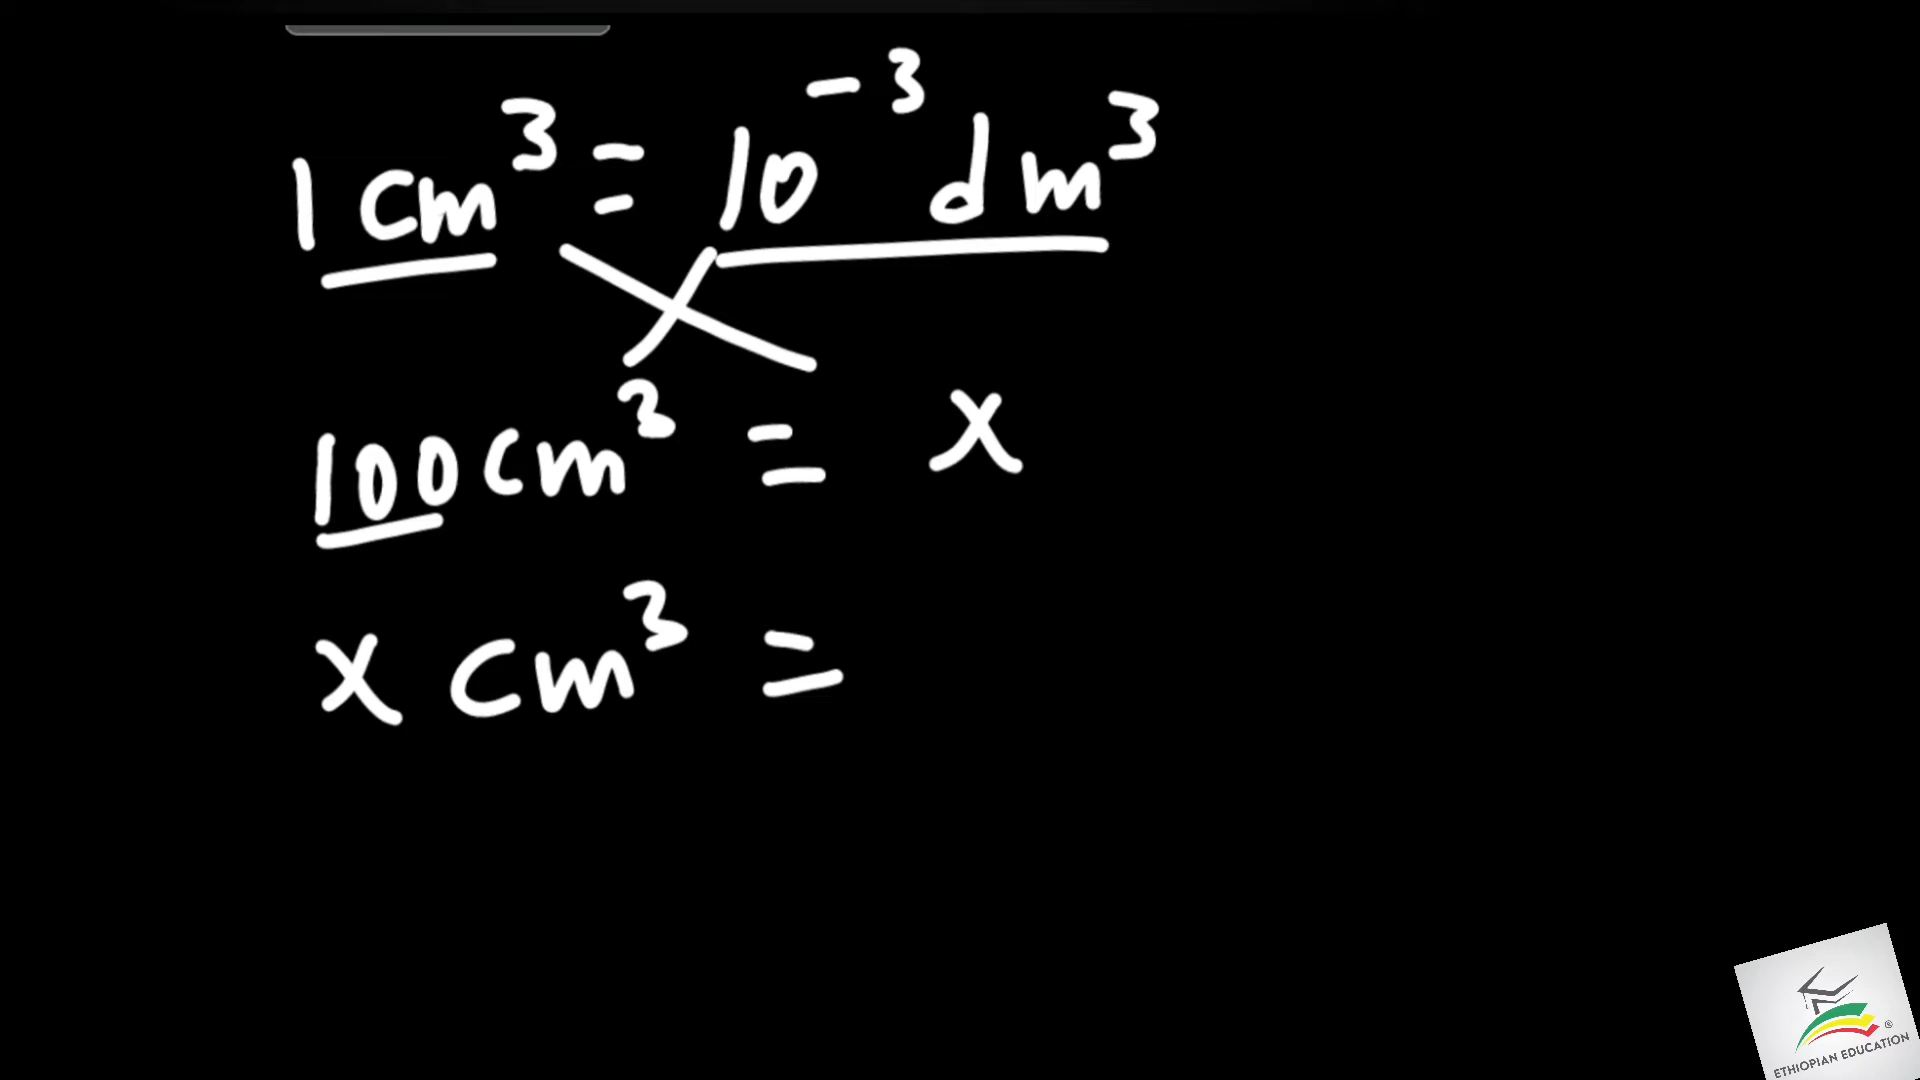 1 cm³ = 10⁻³ dm³
100 cm³ = x
x cm³ =
ETHIOPIAN EDUCATION